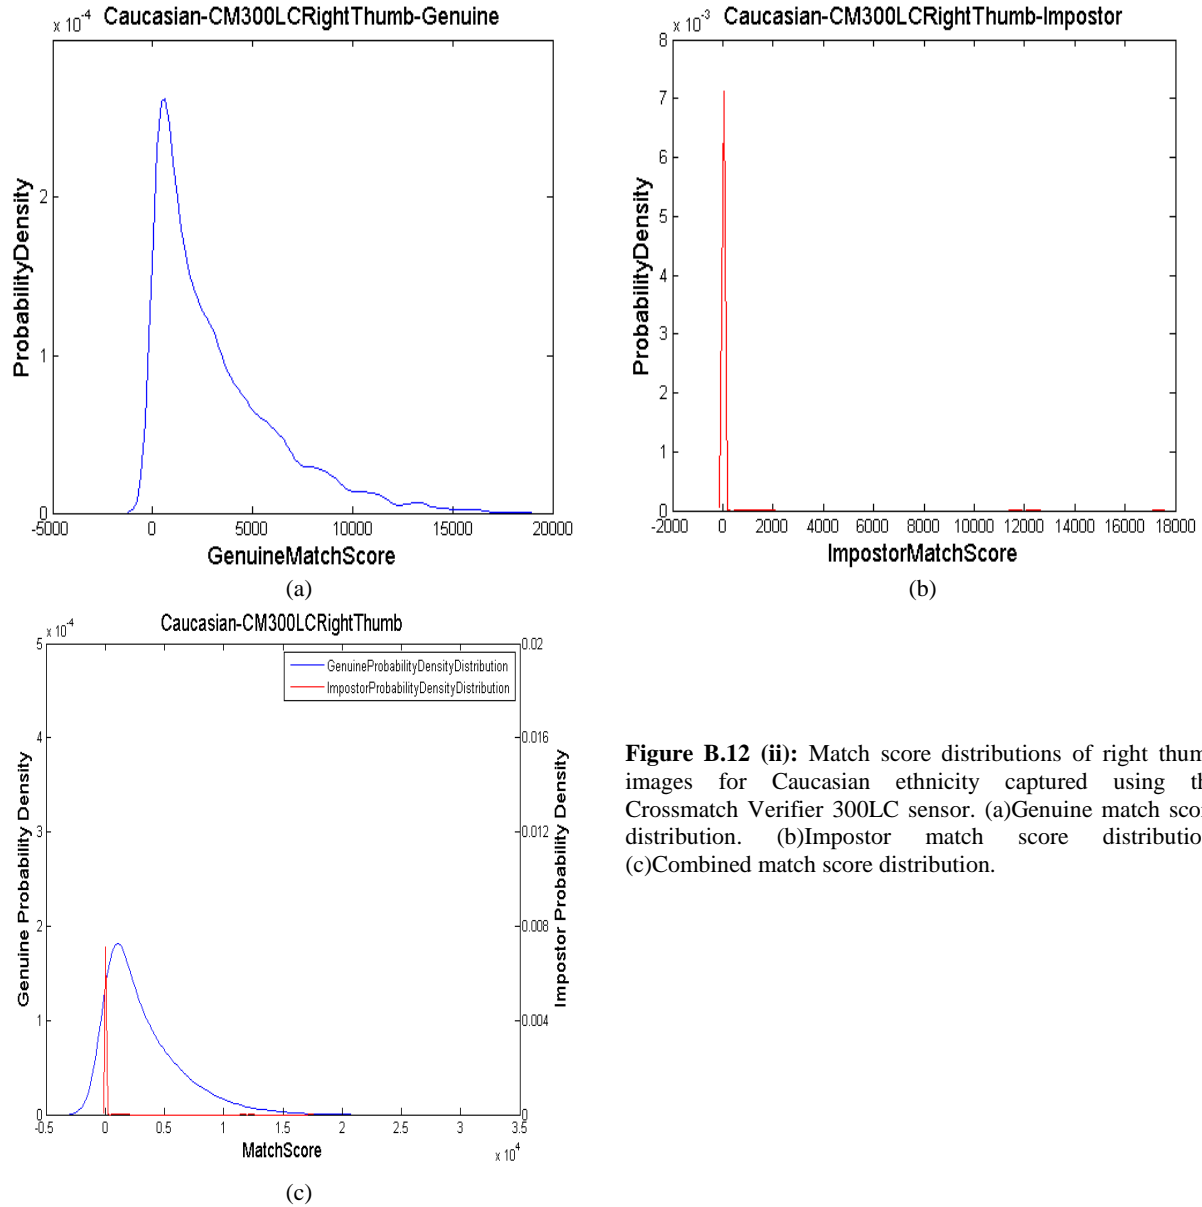 Caucasian-CM300LCRightThumb-Genuine
x 10-4
2
1
0
ProbabilityDensity
-5000 0 5000 10000 15000 20000
GenuineMatchScore
(a)
Caucasian-CM300LCRightThumb-Impostor
x 10-3
8
7
6
5
4
3
2
1
0
ProbabilityDensity
-2000 0 2000 4000 6000 8000 10000 12000 14000 16000 18000
ImpostorMatchScore
(b)
Caucasian-CM300LCRightThumb
x 10-4
5
4
3
2
1
0
Genuine Probability Density
GenuineProbabilityDensityDistribution
ImpostorProbabilityDensityDistribution
0.02
0.016
0.012
0.008
0.004
0
Impostor Probability Density
-0.5 0 0.5 1 1.5 2 2.5 3 3.5
x 104
MatchScore
(c)
Figure B.12 (ii): Match score distributions of right thum
images for Caucasian ethnicity captured using th
Crossmatch Verifier 300LC sensor. (a)Genuine match scor
distribution. (b)Impostor match score distributio
(c)Combined match score distribution.